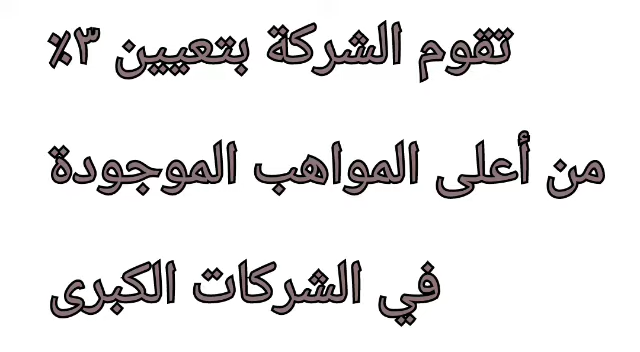 تقوم الشركة بتعيين ٣٪
من أعلى المواهب الموجودة
في الشركات الكبرى